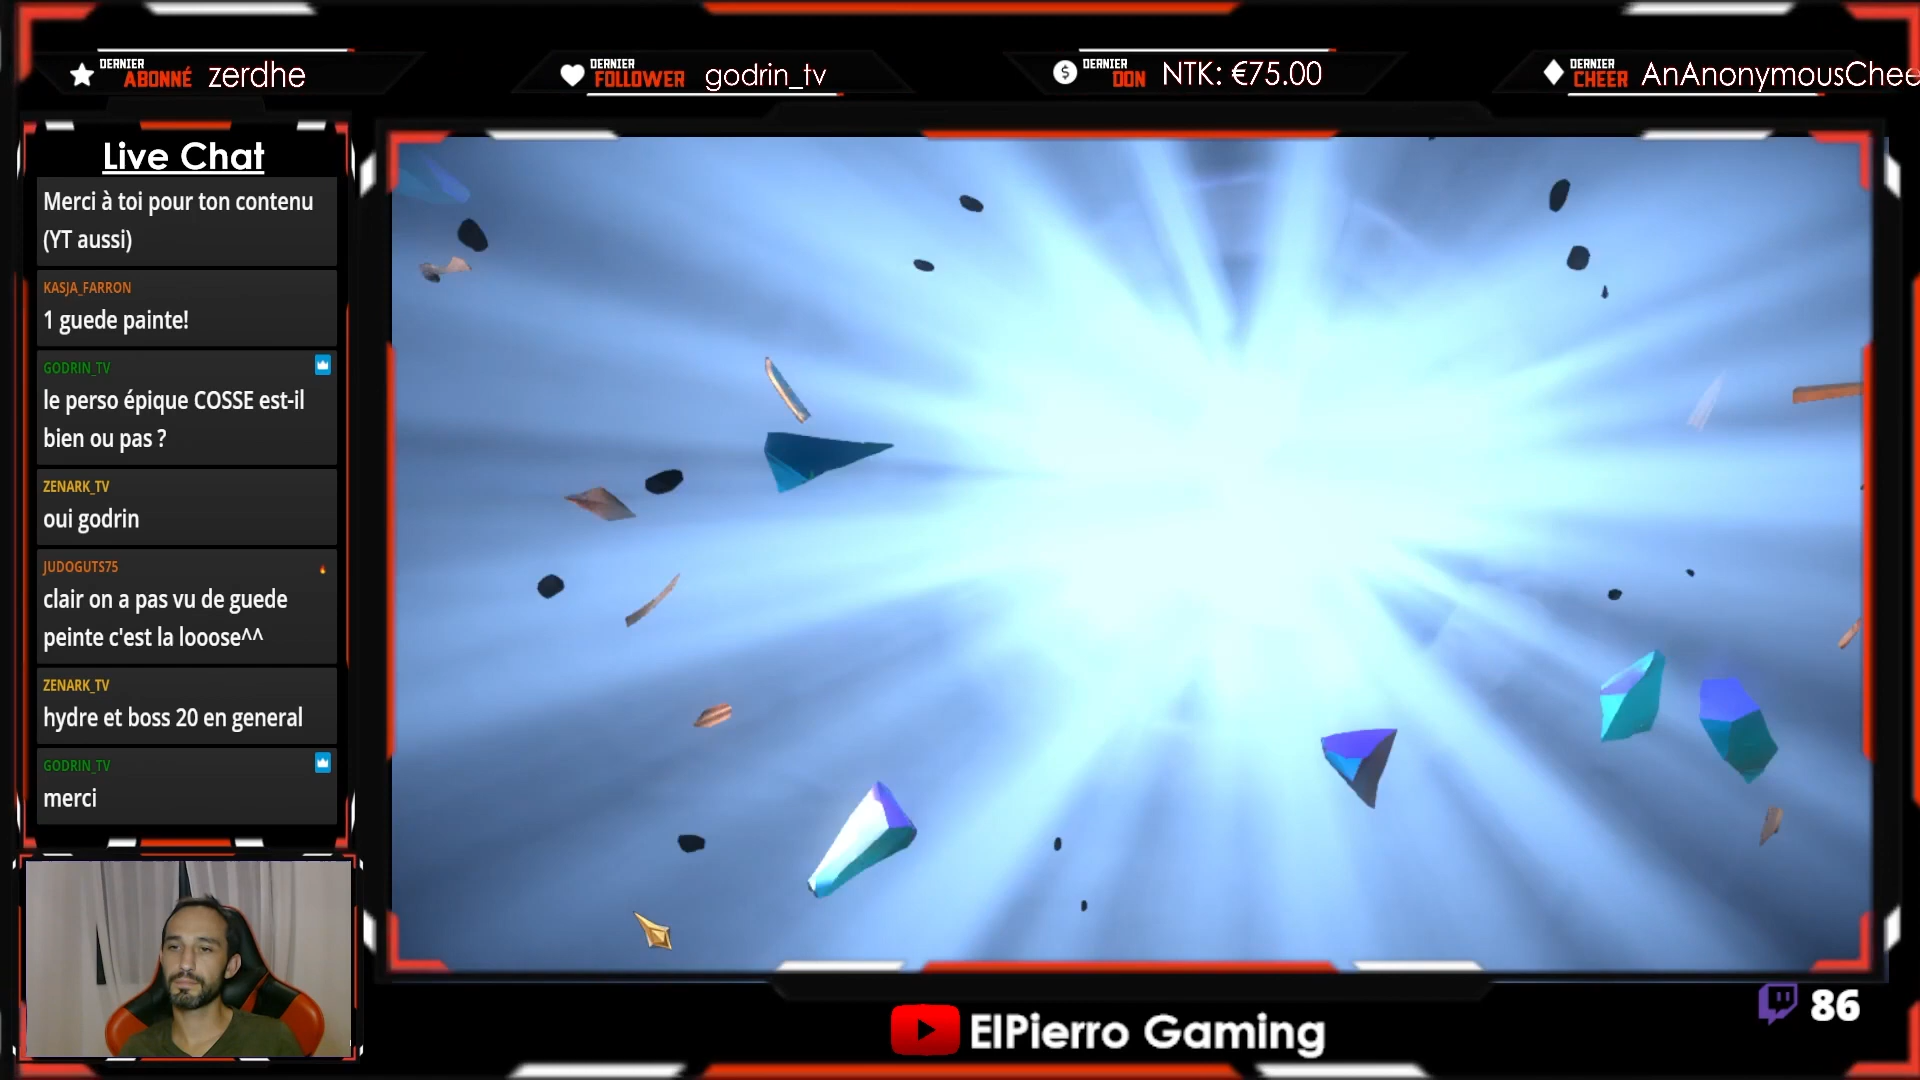 DERNIER
ABONNÉ zerdhe
DERNIER
FOLLOWER godrin_tv
DERNIER
DON NTK: €75.00
DERNIER
CHEER AnAnonymousChee
Live Chat
Merci à toi pour ton contenu
(YT aussi)
KASJA_FARRON
1 guede painte!
GODRIN_TV
le perso épique COSSE est-il
bien ou pas ?
ZENARK_TV
oui godrin
JUDOGUTS75
clair on a pas vu de guede
peinte c'est la looose^^
ZENARK_TV
hydre et boss 20 en general
GODRIN_TV
merci
ElPierro Gaming
86